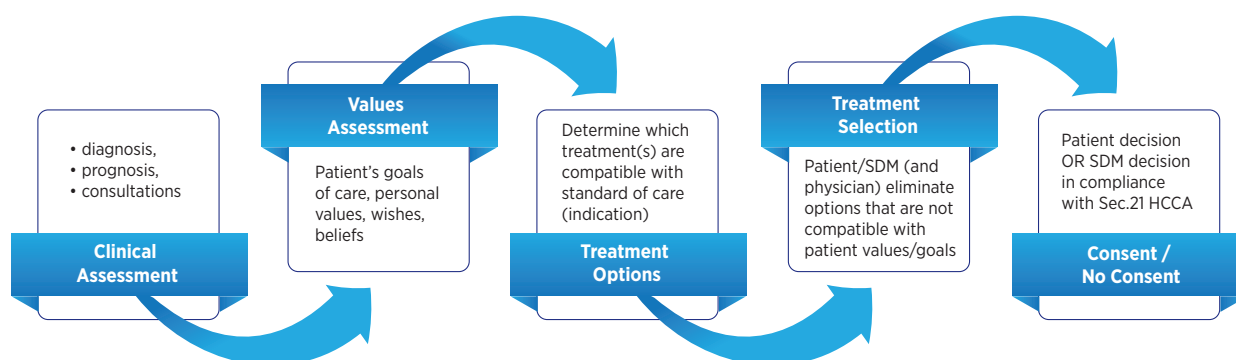 • diagnosis,
• prognosis,
• consultations
Clinical
Assessment
Values
Assessment
Patient's goals
of care, personal
values, wishes,
beliefs
Determine which
treatment(s) are
compatible with
standard of care
(indication)
Treatment
Options
Treatment
Selection
Patient/SDM (and
physician) eliminate
options that are not
compatible with
patient values/goals
Patient decision
OR SDM decision
in compliance
with Sec.21 HCCA
Consent /
No Consent